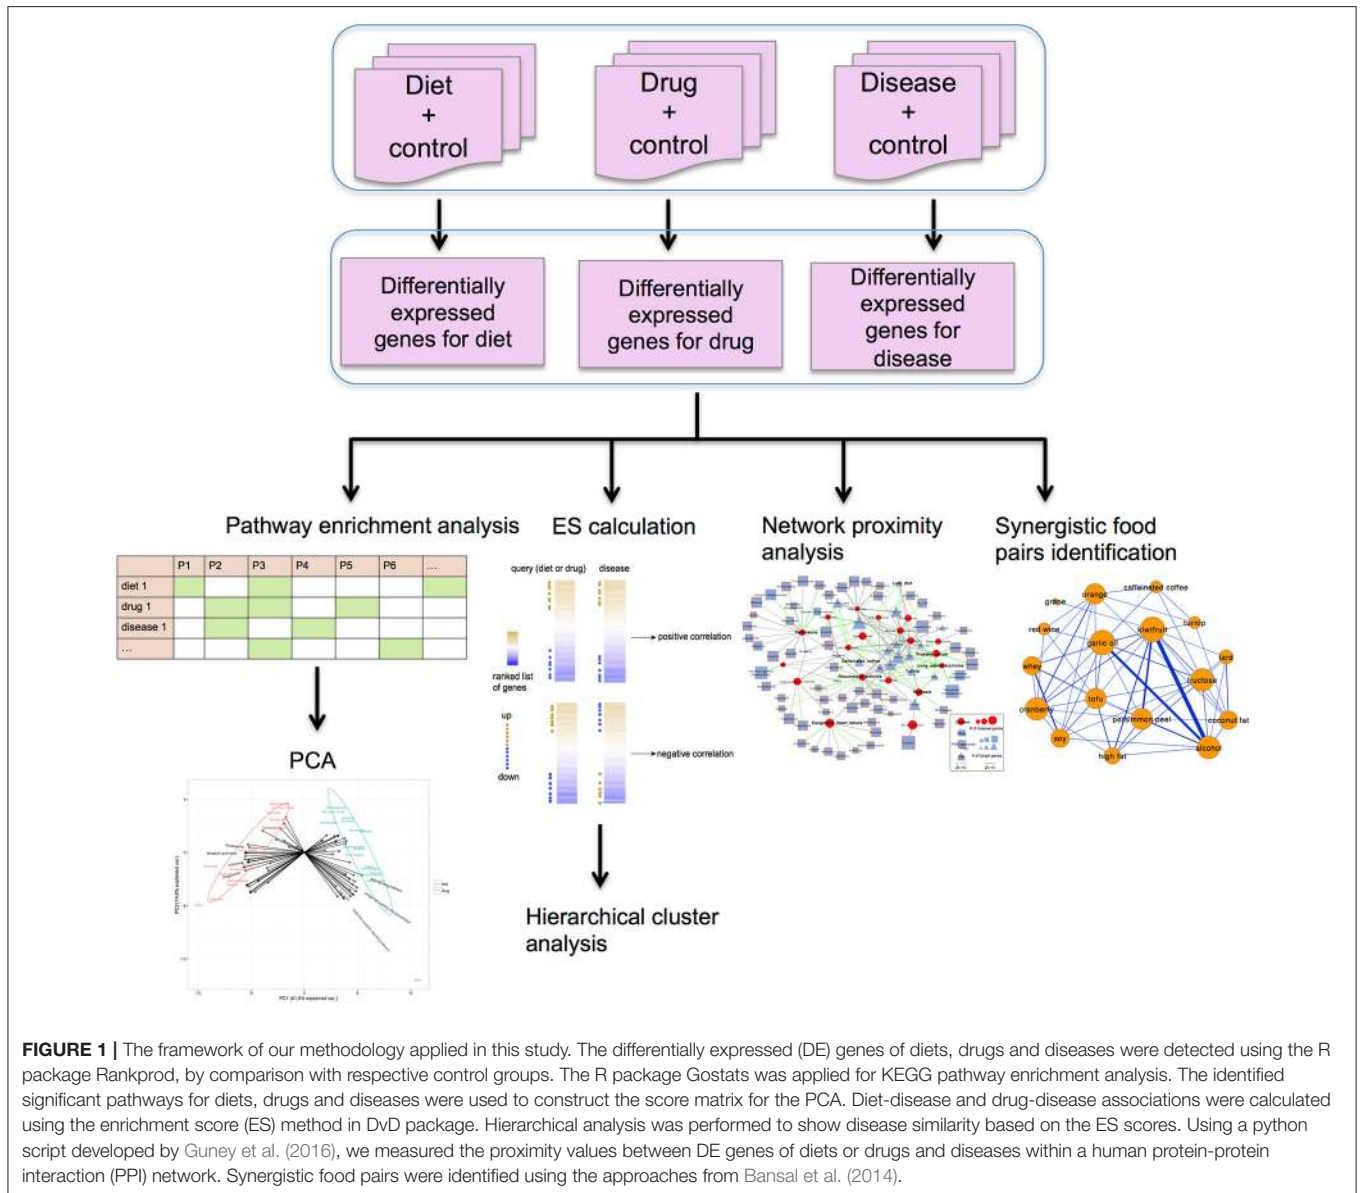 Diet
+
control
Drug
+
control
Disease
+
control
Differentially
expressed
genes for diet
Differentially
expressed
genes for drug
Differentially
expressed
genes for
disease
Pathway enrichment analysis
P1 P2 P3 P4 P5 P6 ...
diet 1
drug 1
disease 1
...
PCA
PC1 (41.6% explained var.)
diet
drug
ES calculation
query (diet or drug) disease
positive correlation
ranked list
of genes
up
down
negative correlation
Hierarchical cluster
analysis
Network proximity
analysis
Synergistic food
pairs identification
caffeinated coffee
orange
grape
red wine
kiwifruit
turnip
garlic oil
whey
lard
fructose
tofu
cranberry
persimmon peel
coconut fat
soy
high fat
alcohol
FIGURE 1 | The framework of our methodology applied in this study. The differentially expressed (DE) genes of diets, drugs and diseases were detected using the R
package Rankprod, by comparison with respective control groups. The R package Gostats was applied for KEGG pathway enrichment analysis. The identified
significant pathways for diets, drugs and diseases were used to construct the score matrix for the PCA. Diet-disease and drug-disease associations were calculated
using the enrichment score (ES) method in DvD package. Hierarchical analysis was performed to show disease similarity based on the ES scores. Using a python
script developed by Guney et al. (2016), we measured the proximity values between DE genes of diets or drugs and diseases within a human protein-protein
interaction (PPI) network. Synergistic food pairs were identified using the approaches from Bansal et al. (2014).